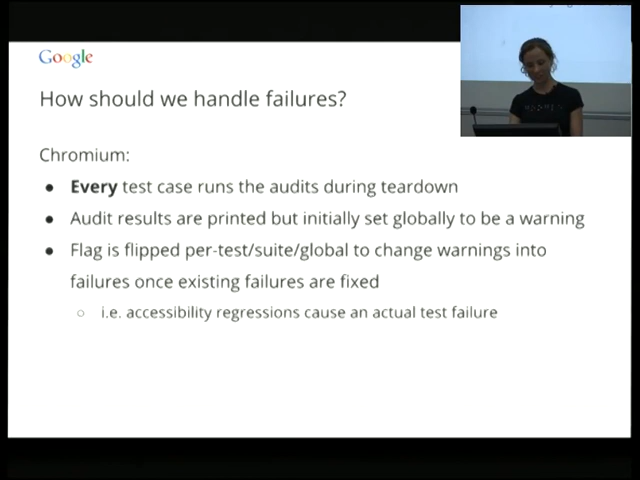 Google
How should we handle failures?
Chromium:
● Every test case runs the audits during teardown
● Audit results are printed but initially set globally to be a warning
● Flag is flipped per-test/suite/global to change warnings into
failures once existing failures are fixed
○ i.e. accessibility regressions cause an actual test failure